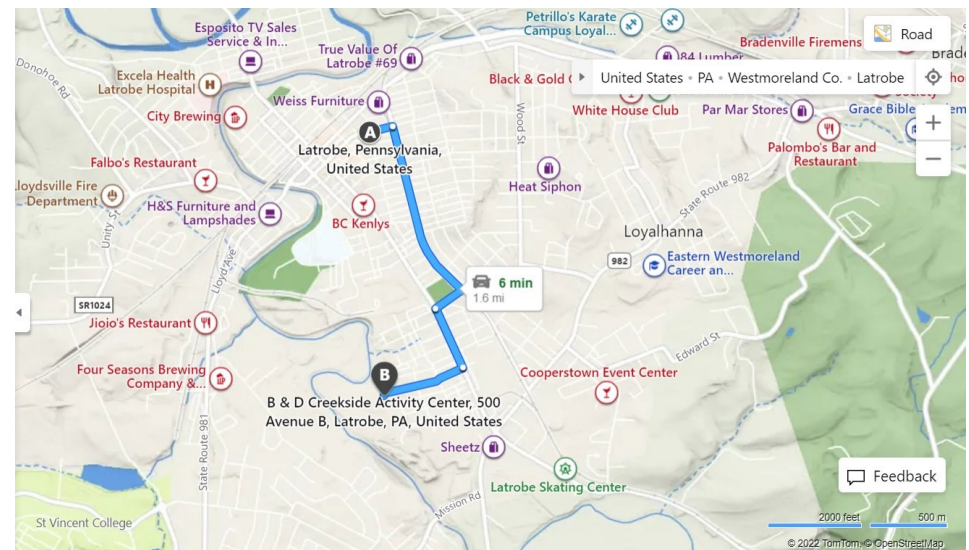 Esposito TV Sales
Service & In...
Petrillo's Karate
Campus Loyal...
True Value Of
Latrobe #69
84 Lumber
Bradenville Firemens
Road
Donohoe Rd
Excela Health
Latrobe Hospital
H
Weiss Furniture
Black & Gold
United States • PA • Westmoreland Co. • Latrobe
City Brewing
A
Wood St
White House Club
Par Mar Stores
Grace Bible
Latrobe, Pennsylvania,
United States
Palombo's Bar and
Restaurant
Falbo's Restaurant
Heat Siphon
State Route 982
Lloydsville Fire
Department
Unity St
H&S Furniture and
Lampshades
BC Kenlys
Loyalhanna
Lloyd Ave
982
Eastern Westmoreland
Career an...
6 min
1.6 mi
SR1024
Jioio's Restaurant
Edward St
Four Seasons Brewing
Company &...
B
Cooperstown Event Center
B & D Creekside Activity Center, 500
Avenue B, Latrobe, PA, United States
State Route 981
Sheetz
Latrobe Skating Center
Mission Rd
Feedback
St Vincent College
2000 feet
500 m
© 2022 TomTom, © OpenStreetMap